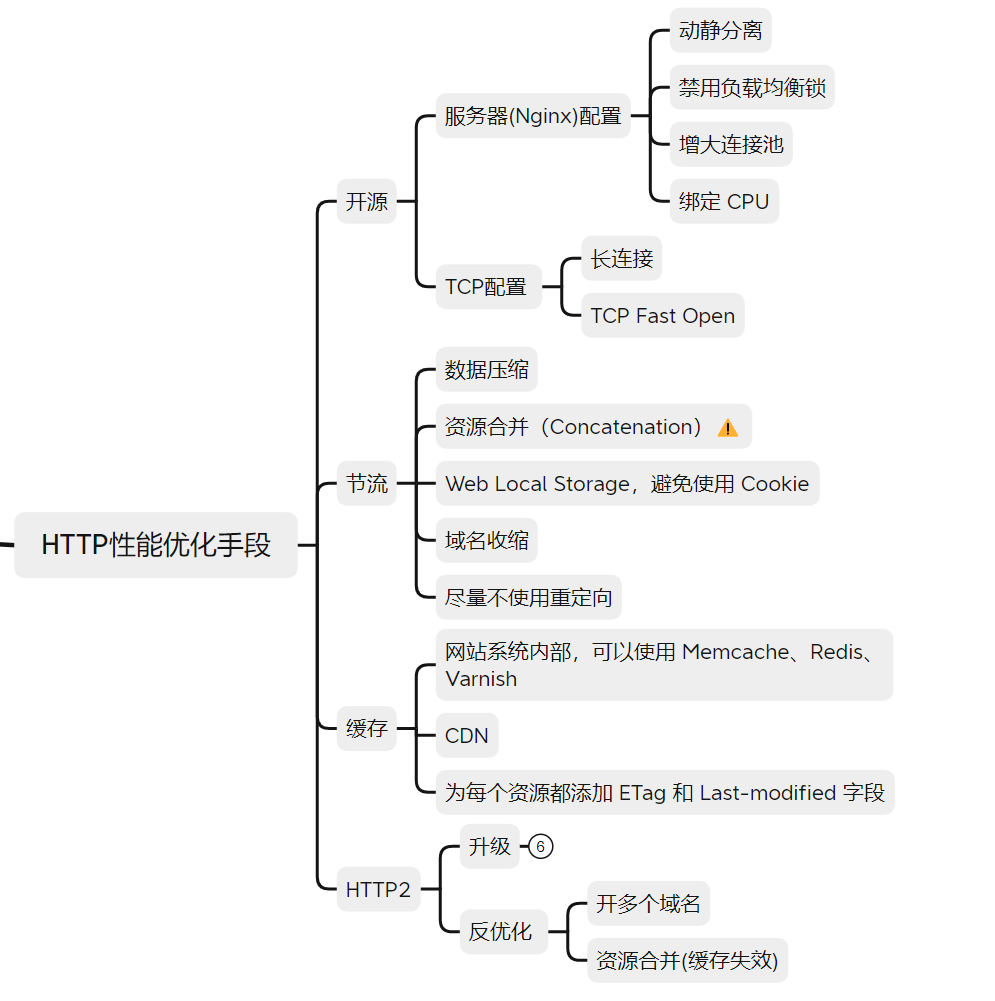 HTTP性能优化手段
开源
服务器(Nginx)配置
动静分离
禁用负载均衡锁
增大连接池
绑定 CPU
TCP配置
长连接
TCP Fast Open
节流
数据压缩
资源合并（Concatenation）
Web Local Storage，避免使用 Cookie
域名收缩
尽量不使用重定向
缓存
网站系统内部，可以使用 Memcache、Redis、
Varnish
CDN
为每个资源都添加 ETag 和 Last-modified 字段
HTTP2
升级
6
反优化
开多个域名
资源合并(缓存失效)